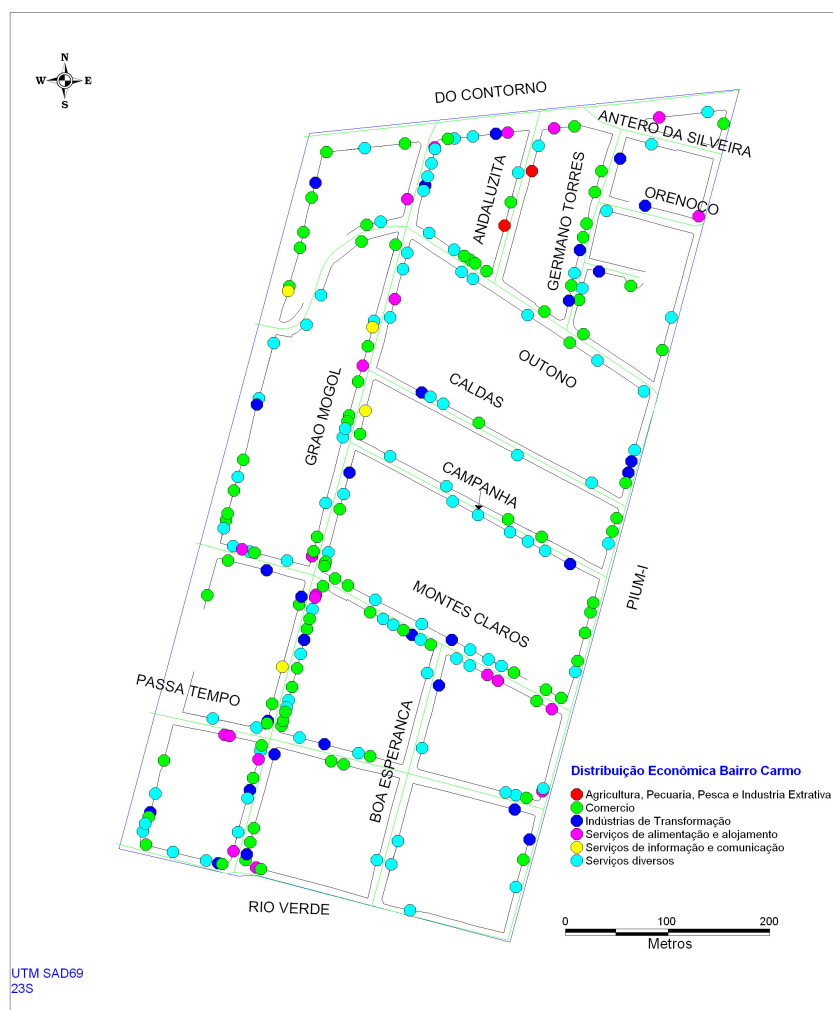 N
W E
S
DO CONTORNO
ANTERO DA SILVEIRA
ANDALUZITA
GERMANO TORRES
ORENOCO
OUTONO
CALDAS
GRAO MOGOL
CAMPANHA
PIUM-I
MONTES CLAROS
PASSA TEMPO
BOA ESPERANCA
RIO VERDE
Distribuição Econômica Bairro Carmo
Agricultura, Pecuaria, Pesca e Industria Extrativa
Comercio
Indústrias de Transformação
Serviços de alimentação e alojamento
Serviços de informação e comunicação
Serviços diversos
0 100 200
Metros
UTM SAD69
23S